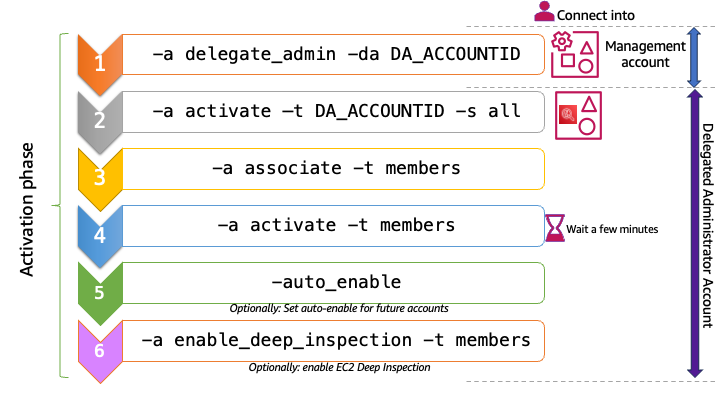 Connect into
1
-a delegate_admin -da DA_ACCOUNTID
Management
account
2
-a activate -t DA_ACCOUNTID -s all
3
-a associate -t members
4
-a activate -t members
Wait a few minutes
5
-auto_enable
Optionally: Set auto-enable for future accounts
6
-a enable_deep_inspection -t members
Optionally: enable EC2 Deep Inspection
Activation phase
Delegated Administrator Account